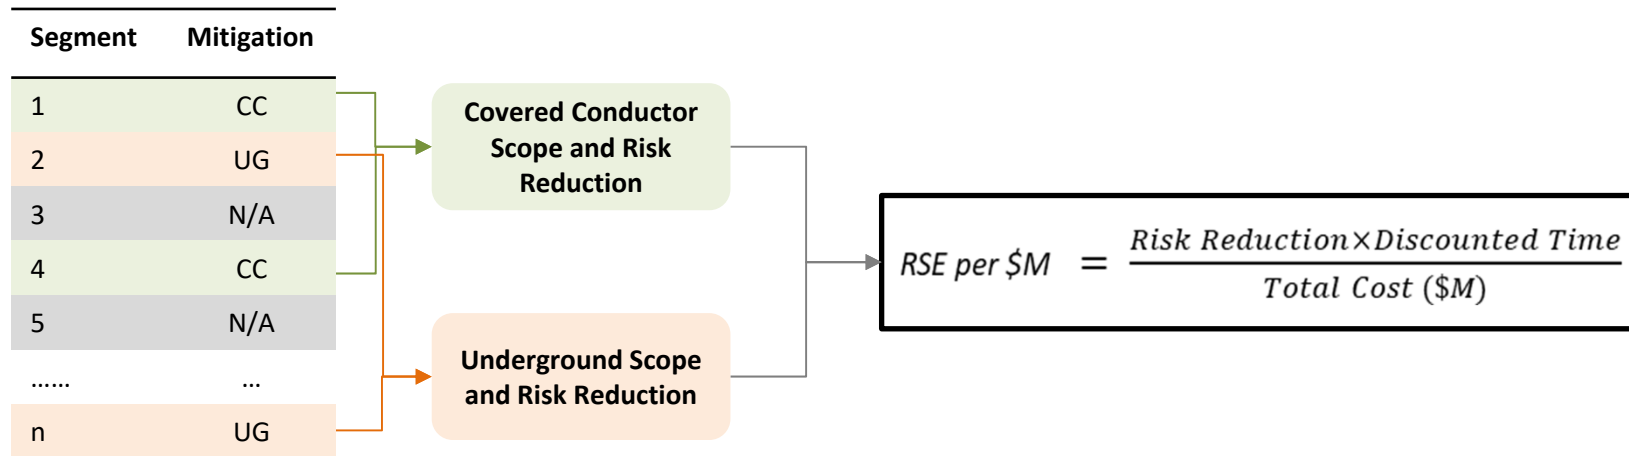 Segment Mitigation
1 CC
2 UG
3 N/A
4 CC
5 N/A
...... ...
n UG
Covered Conductor
Scope and Risk
Reduction
Underground Scope
and Risk Reduction
RSE per $M = Risk Reduction×Discounted Time
Total Cost ($M)